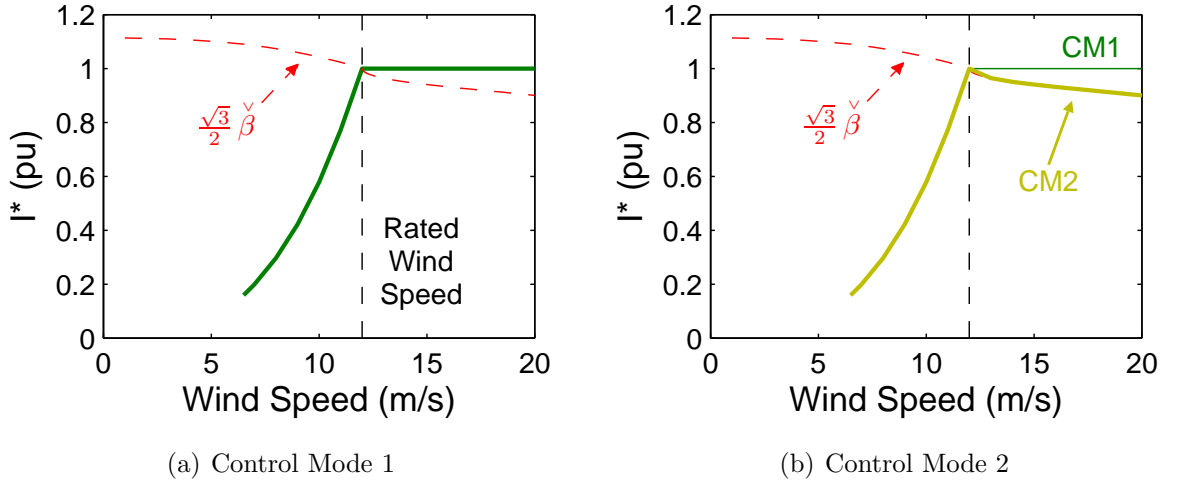 1.2
1
0.8
0.6
0.4
0.2
0
I* (pu)
√3/2 β̌
Rated
Wind
Speed
0 5 10 15 20
Wind Speed (m/s)
(a) Control Mode 1
1.2
1
0.8
0.6
0.4
0.2
0
I* (pu)
CM1
√3/2 β̌
CM2
0 5 10 15 20
Wind Speed (m/s)
(b) Control Mode 2